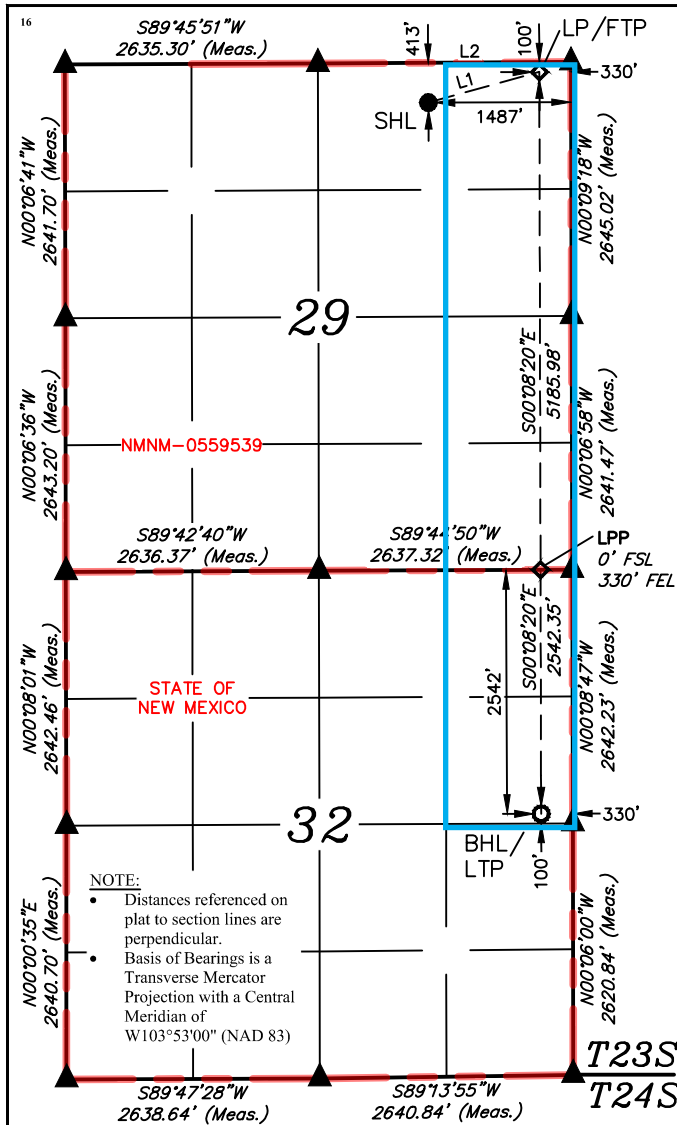 16
S89°45'51"W
2635.30' (Meas.)
413'
L2
100'
LP/FTP
330'
L1
SHL
1487'
N00°06'41"W
2641.70' (Meas.)
N00°09'18"W
2645.02' (Meas.)
29
S00°08'20"E
5185.98'
N00°06'36"W
2643.20' (Meas.)
NMNM-0559539
N00°06'58"W
2641.47' (Meas.)
S89°42'40"W
2636.37' (Meas.)
S89°44'50"W
2637.32' (Meas.)
LPP
0' FSL
330' FEL
N00°08'01"W
2642.46' (Meas.)
STATE OF
NEW MEXICO
2542'
S00°08'20"E
2542.35'
N00°08'47"W
2642.23' (Meas.)
32
330'
BHL/
LTP
100'
N00°00'35"E
2640.70' (Meas.)
NOTE:
• Distances referenced on
plat to section lines are
perpendicular.
• Basis of Bearings is a
Transverse Mercator
Projection with a Central
Meridian of
W103°53'00" (NAD 83)
N00°06'00"W
2620.84' (Meas.)
T23S
T24S
S89°47'28"W
2638.64' (Meas.)
S89°13'55"W
2640.84' (Meas.)